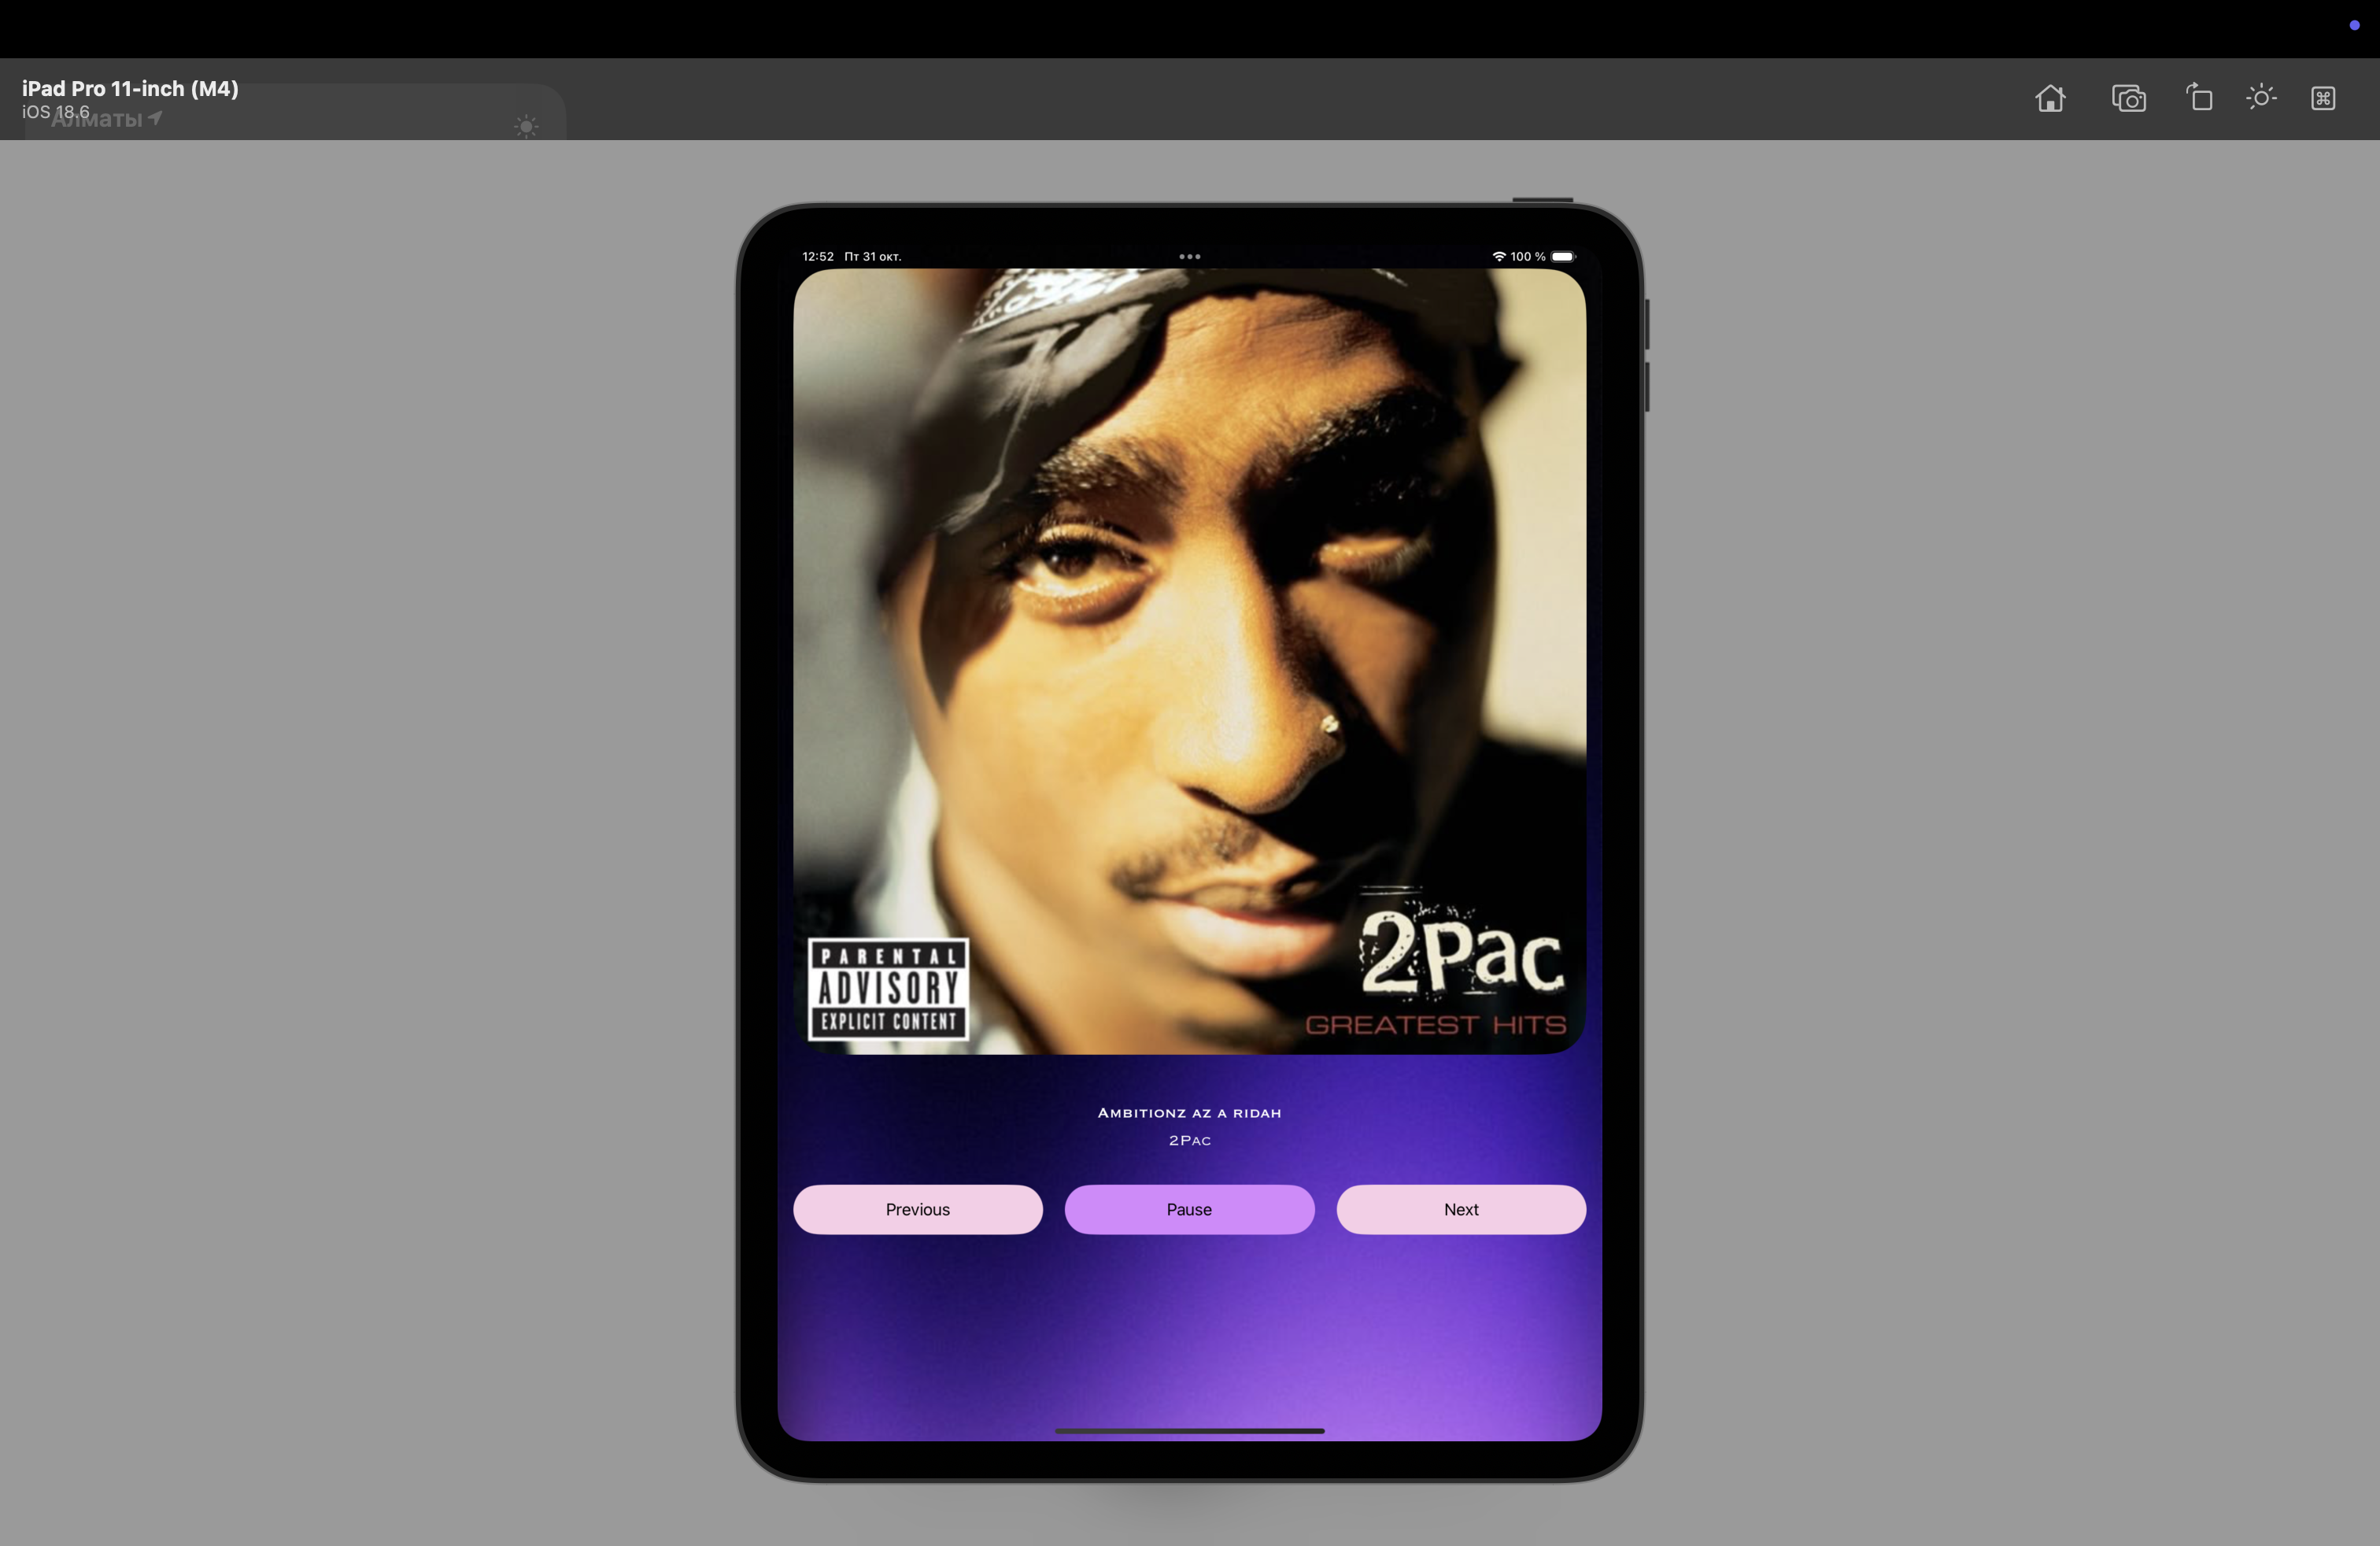 iPad Pro 11-inch (M4)
iOS 18.6
Алматы
12:52 Пт 31 окт.
100 %
PARENTAL
ADVISORY
EXPLICIT CONTENT
2Pac
GREATEST HITS
Ambitionz az a ridah
2Pac
Previous
Pause
Next